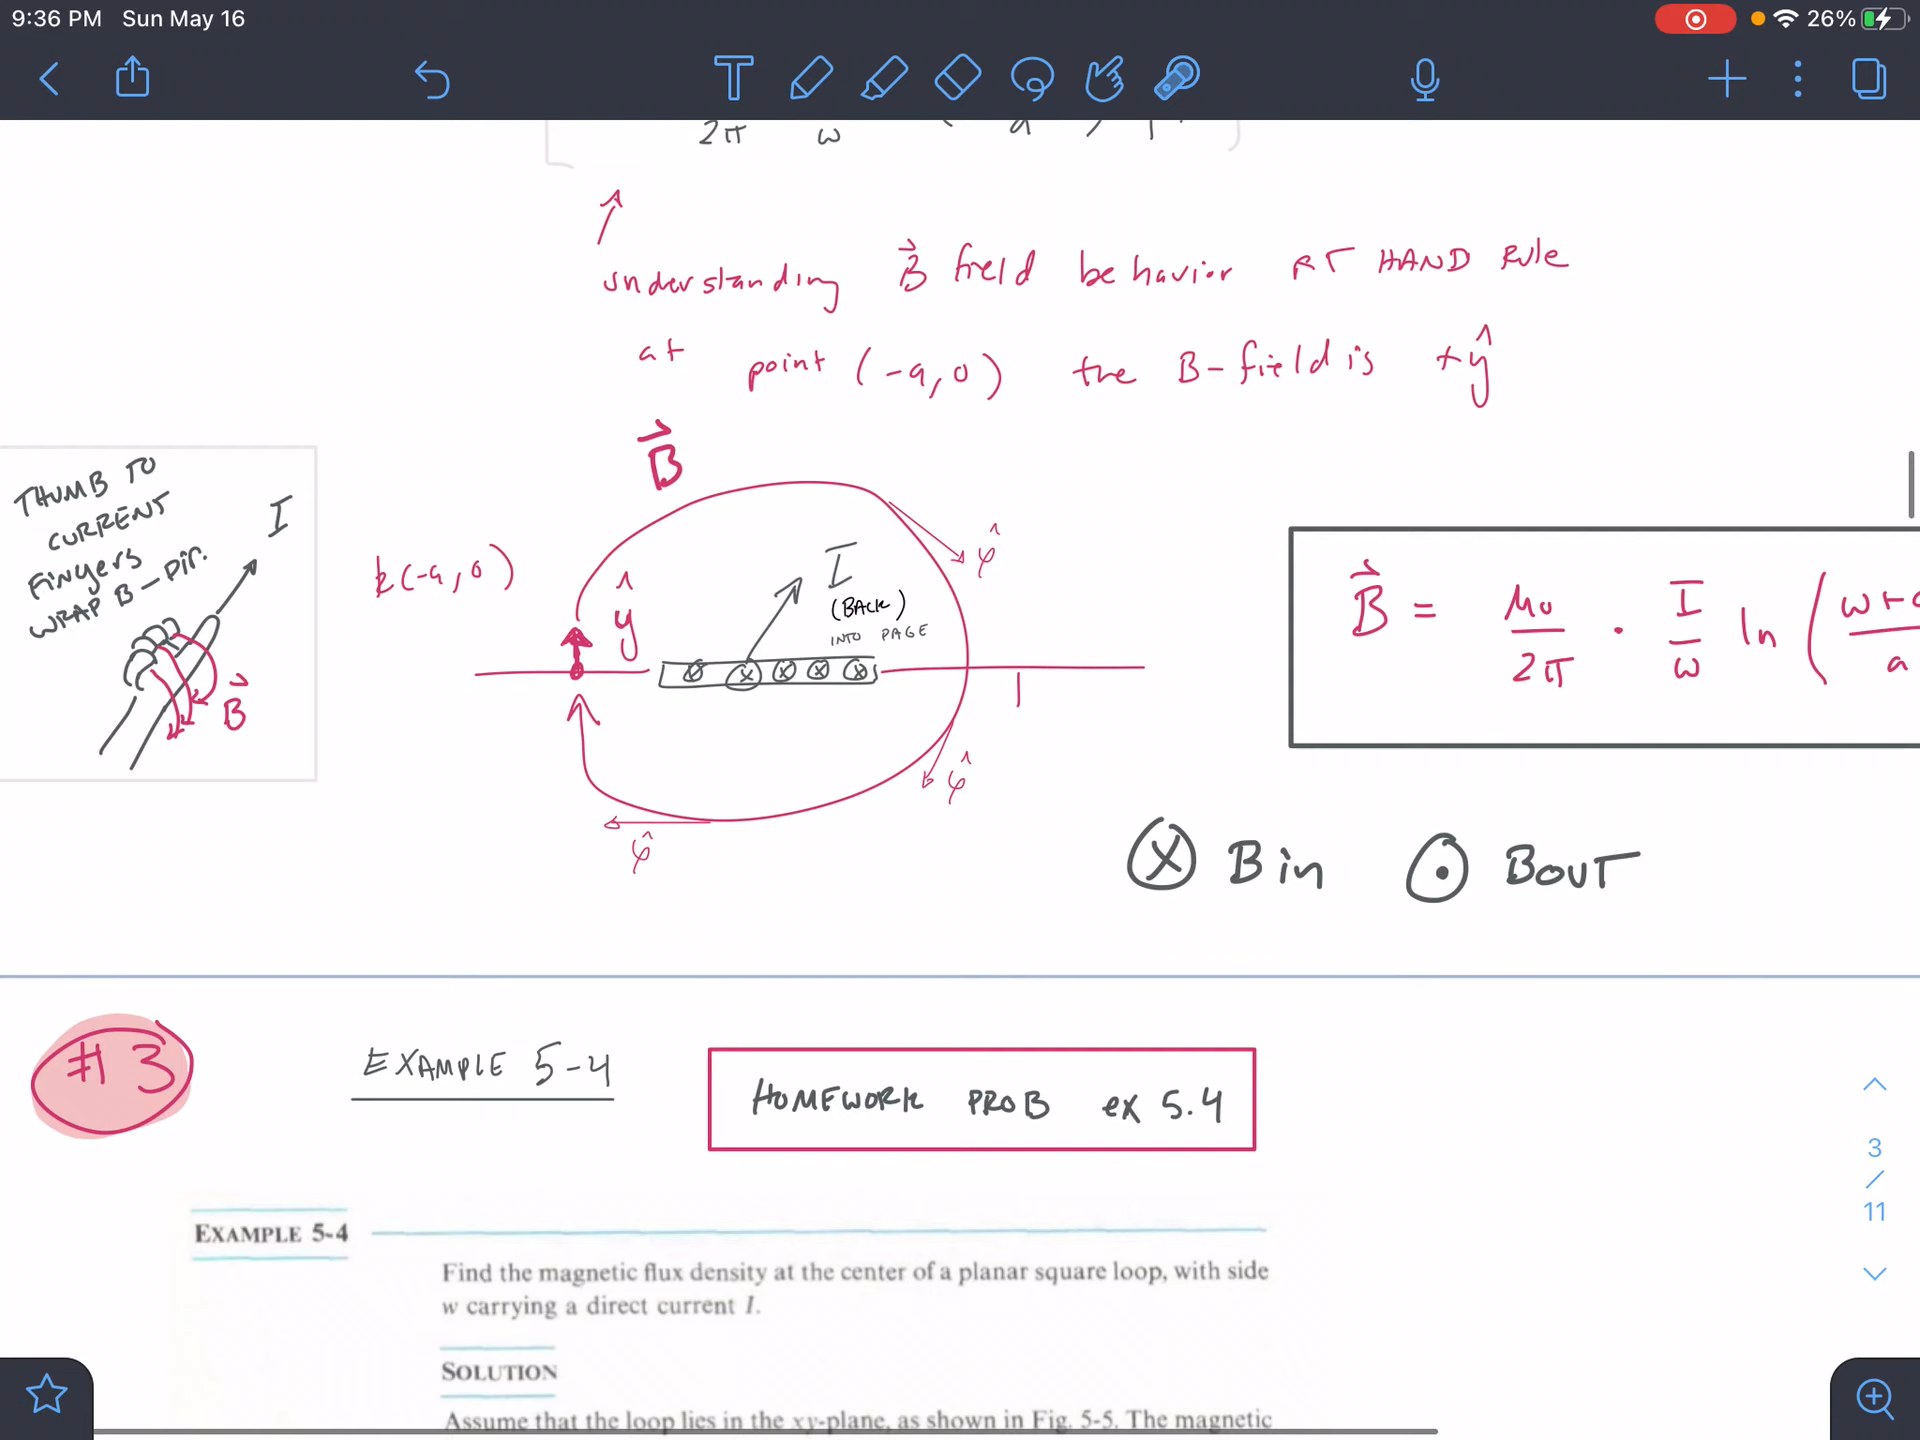 9:36 PM Sun May 16
26%
2π ω a
understanding B⃗ field behavior RT HAND RULE
at point (-a,0) the B-field is +ŷ
B⃗
THUMB TO
CURRENT
Fingers
WRAP B-Dir.
I
B⃗
(-a,0)
ŷ
I
(BACK)
INTO PAGE
φ̂
φ̂
φ̂
B⃗ = μ₀/2π · I/ω ln (ω+a/a
ⓧ B in ⊙ BOUT
#3
EXAMPLE 5-4
HOMEWORK PROB ex 5.4
3
/
11
EXAMPLE 5-4
Find the magnetic flux density at the center of a planar square loop, with side
w carrying a direct current I.
SOLUTION
Assume that the loop lies in the xy-plane, as shown in Fig. 5-5. The magnetic